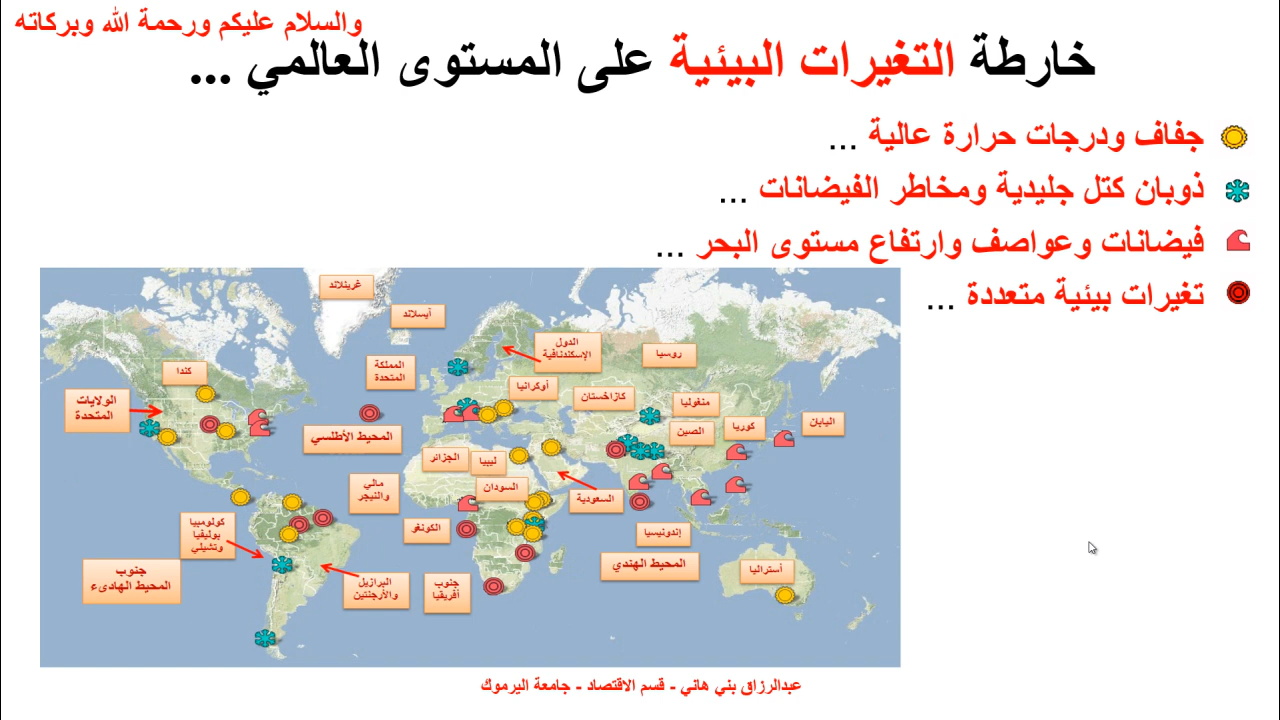 والسلام عليكم ورحمة الله وبركاته
خارطة التغيرات البيئية على المستوى العالمي ...
جفاف ودرجات حرارة عالية ...
ذوبان كتل جليدية ومخاطر الفيضانات ...
فيضانات وعواصف وارتفاع مستوى البحر ...
تغيرات بيئية متعددة ...
غرينلاند
آيسلاند
الدول
الإسكندنافية
روسيا
المملكة
المتحدة
كندا
أوكرانيا
كازاخستان
منغوليا
الولايات
المتحدة
اليابان
كوريا
الصين
المحيط الأطلسي
الجزائر
ليبيا
السودان
مالي
والنيجر
السعودية
كولومبيا
بوليفيا
وتشيلي
الكونغو
إندونيسيا
المحيط الهندي
أستراليا
جنوب
المحيط الهادىء
البرازيل
والأرجنتين
جنوب
أفريقيا
عبدالرزاق بني هاني - قسم الاقتصاد - جامعة اليرموك